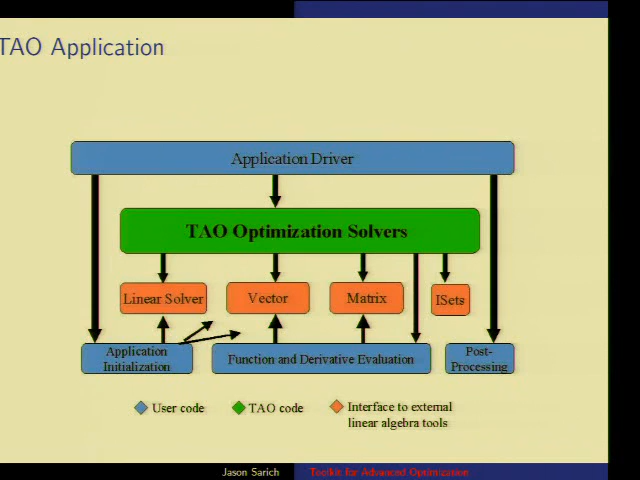 TAO Application
Application Driver
TAO Optimization Solvers
Linear Solver
Vector
Matrix
ISets
Application
Initialization
Function and Derivative Evaluation
Post-
Processing
User code
TAO code
Interface to external
linear algebra tools
Jason Sarich
Toolkit for Advanced Optimization